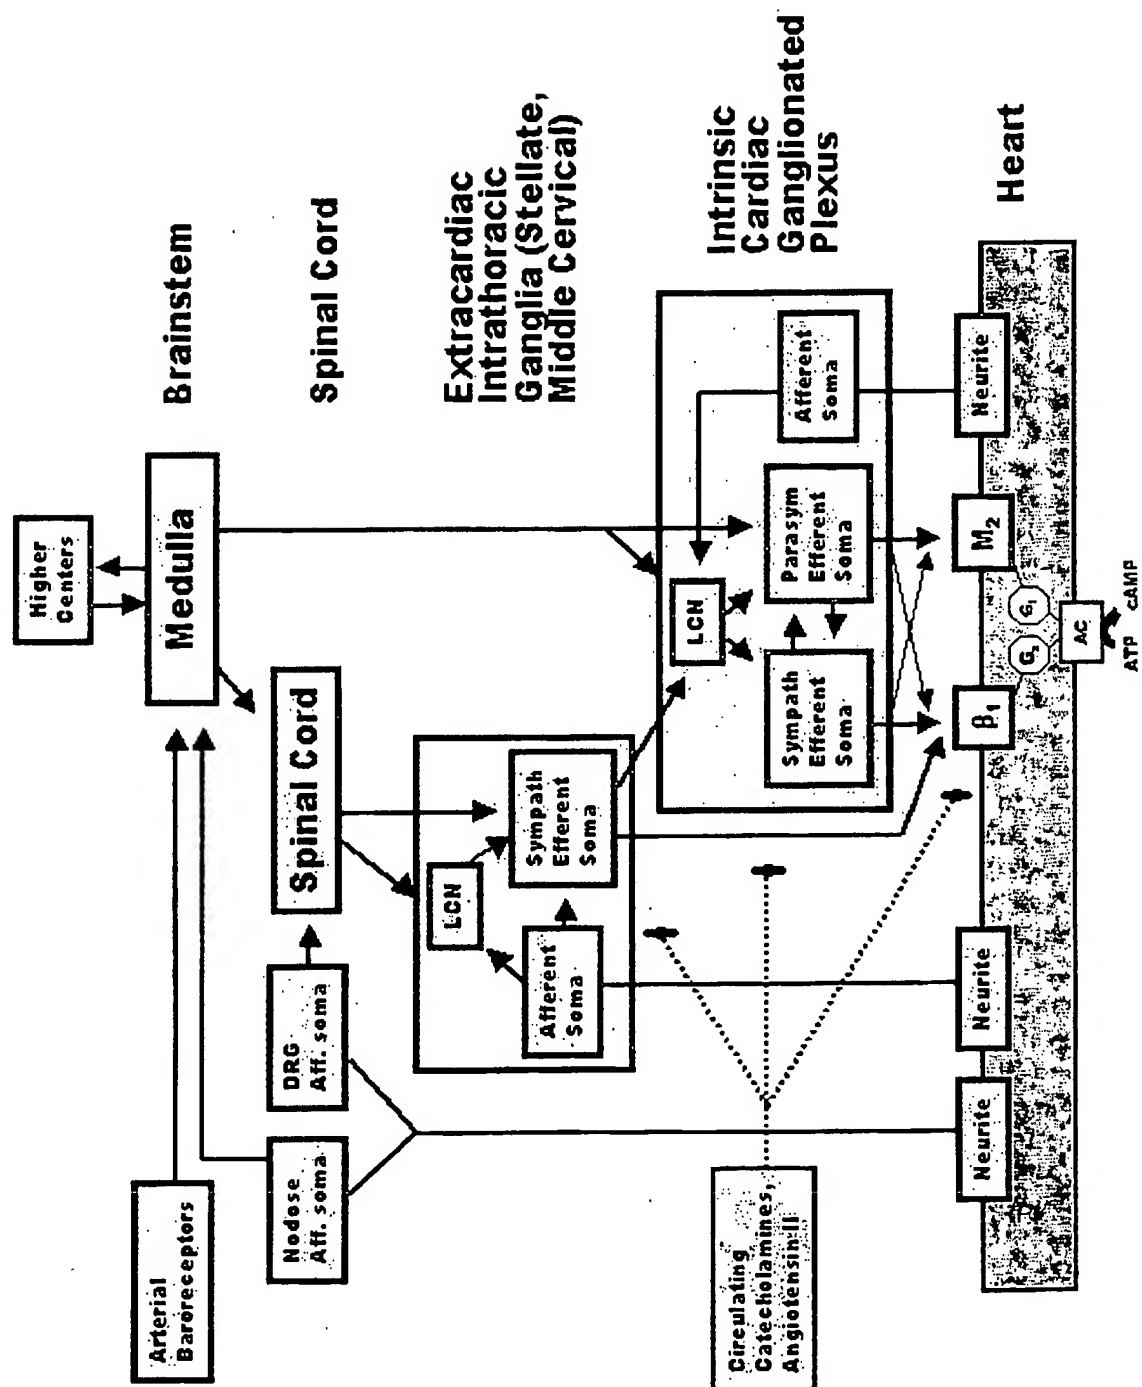 Higher
Centers
Arterial
Baroreceptors
Medulla
Brainstem
Nodose
Aff. soma
DRG
Aff. soma
Spinal Cord
Spinal Cord
LCN
Afferent
Soma
Sympath
Efferent
Soma
Extracardiac
Intrathoracic
Ganglia (Stellate,
Middle Cervical)
Circulating
Catecholamines,
Angiotensin II
LCN
Sympath
Efferent
Soma
Parasym
Efferent
Soma
Afferent
Soma
Intrinsic
Cardiac
Ganglionated
Plexus
Neurite
Neurite
β1
M2
Neurite
Heart
Gs
Gi
AC
ATP
cAMP